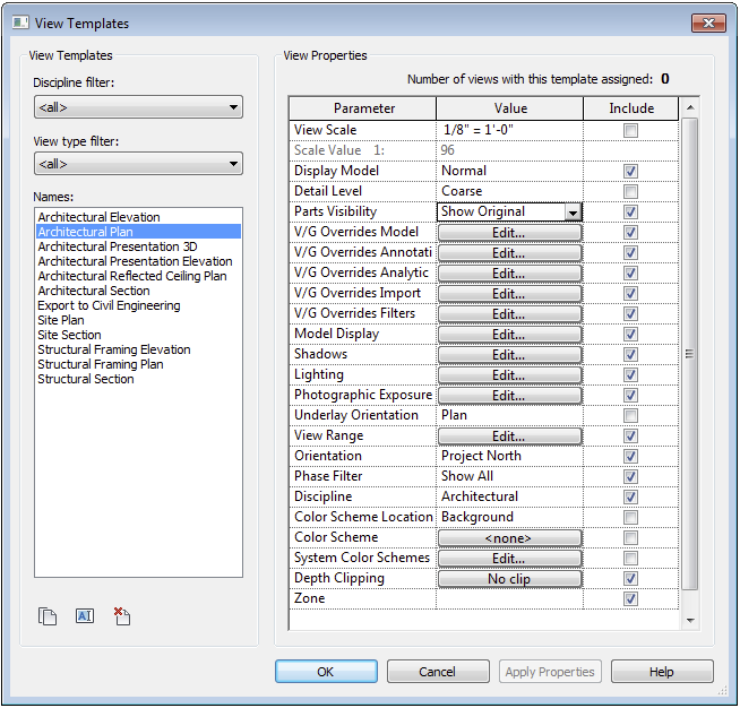 View Templates
View Templates
Discipline filter:
<all>
View type filter:
<all>
Names:
Architectural Elevation
Architectural Plan
Architectural Presentation 3D
Architectural Presentation Elevation
Architectural Reflected Ceiling Plan
Architectural Section
Export to Civil Engineering
Site Plan
Site Section
Structural Framing Elevation
Structural Framing Plan
Structural Section
View Properties
Number of views with this template assigned: 0
Parameter Value Include
View Scale 1/8" = 1'-0"
Scale Value 1: 96
Display Model Normal
Detail Level Coarse
Parts Visibility Show Original
V/G Overrides Model Edit...
V/G Overrides Annotati Edit...
V/G Overrides Analytic Edit...
V/G Overrides Import Edit...
V/G Overrides Filters Edit...
Model Display Edit...
Shadows Edit...
Lighting Edit...
Photographic Exposure Edit...
Underlay Orientation Plan
View Range Edit...
Orientation Project North
Phase Filter Show All
Discipline Architectural
Color Scheme Location Background
Color Scheme <none>
System Color Schemes Edit...
Depth Clipping No clip
Zone
OK Cancel Apply Properties Help